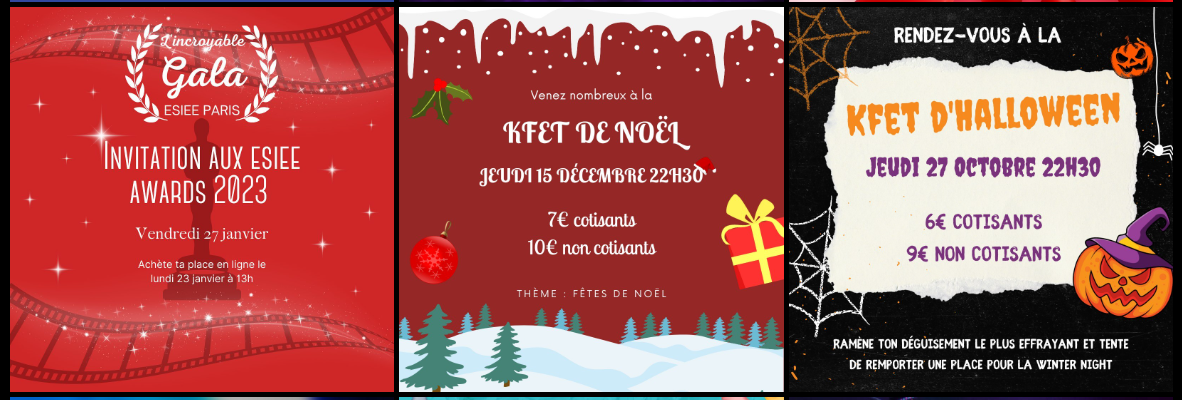 L'incroyable
Gala
ESIEE PARIS
INVITATION AUX ESIEE
AWARDS 2023
Vendredi 27 janvier
Achète ta place en ligne le
lundi 23 janvier à 13h
Venez nombreux à la
KFET DE NOËL
JEUDI 15 DÉCEMBRE 22H30
7€ cotisants
10€ non cotisants
THÈME : FÊTES DE NOËL
RENDEZ-VOUS À LA
KFET D'HALLOWEEN
JEUDI 27 OCTOBRE 22H30
6€ COTISANTS
9€ NON COTISANTS
RAMÈNE TON DÉGUISEMENT LE PLUS EFFRAYANT ET TENTE
DE REMPORTER UNE PLACE POUR LA WINTER NIGHT